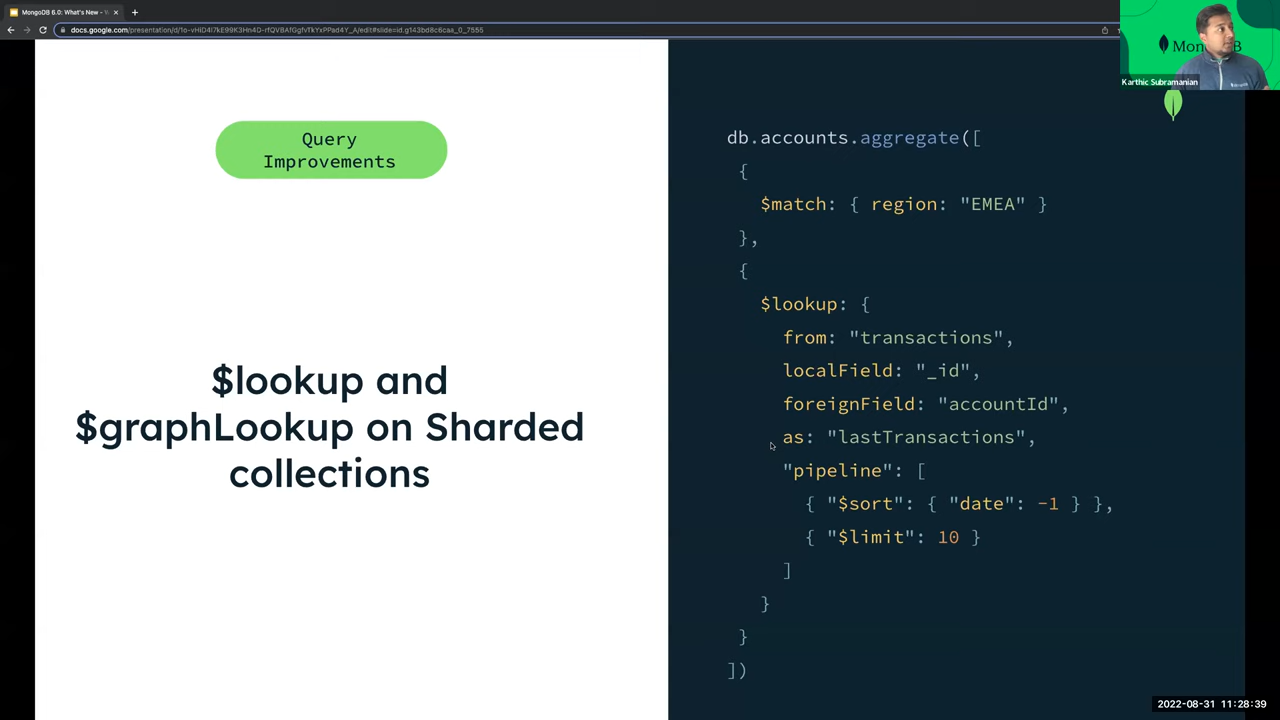 MongoDB 6.0: What's New - Y
docs.google.com/presentation/d/1o-vHiD4I7kE99K3Hn4D-rfQVBAfGgfvTkYxPPad4Y_A/edit#slide=id.g143bd8c6caa_0_7555
Karthic Subramanian
Query
Improvements
$lookup and
$graphLookup on Sharded
collections
db.accounts.aggregate([
{
$match: { region: "EMEA" }
},
{
$lookup: {
from: "transactions",
localField: "_id",
foreignField: "accountId",
as: "lastTransactions",
"pipeline": [
{ "$sort": { "date": -1 } },
{ "$limit": 10 }
]
}
}
])
2022-08-31 11:28:39